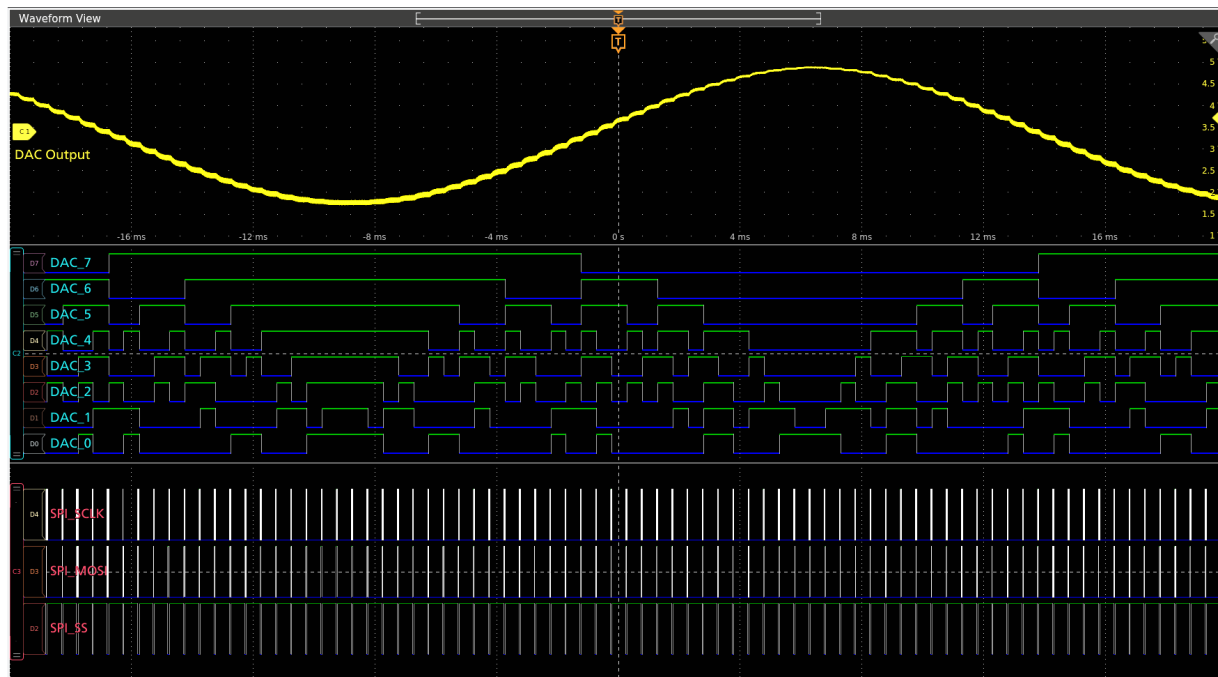 Waveform View
T
T
5
4.5
4
C 1
3.5
DAC Output
3
2.5
2
1.5
-16 ms -12 ms -8 ms -4 ms 0 s 4 ms 8 ms 12 ms 16 ms 1
D7 DAC_7
D6 DAC_6
D5 DAC_5
D4 DAC_4
C2
D3 DAC_3
D2 DAC_2
D1 DAC_1
D0 DAC_0
D4 SPI_SCLK
C3 D3 SPI_MOSI
D2 SPI_SS